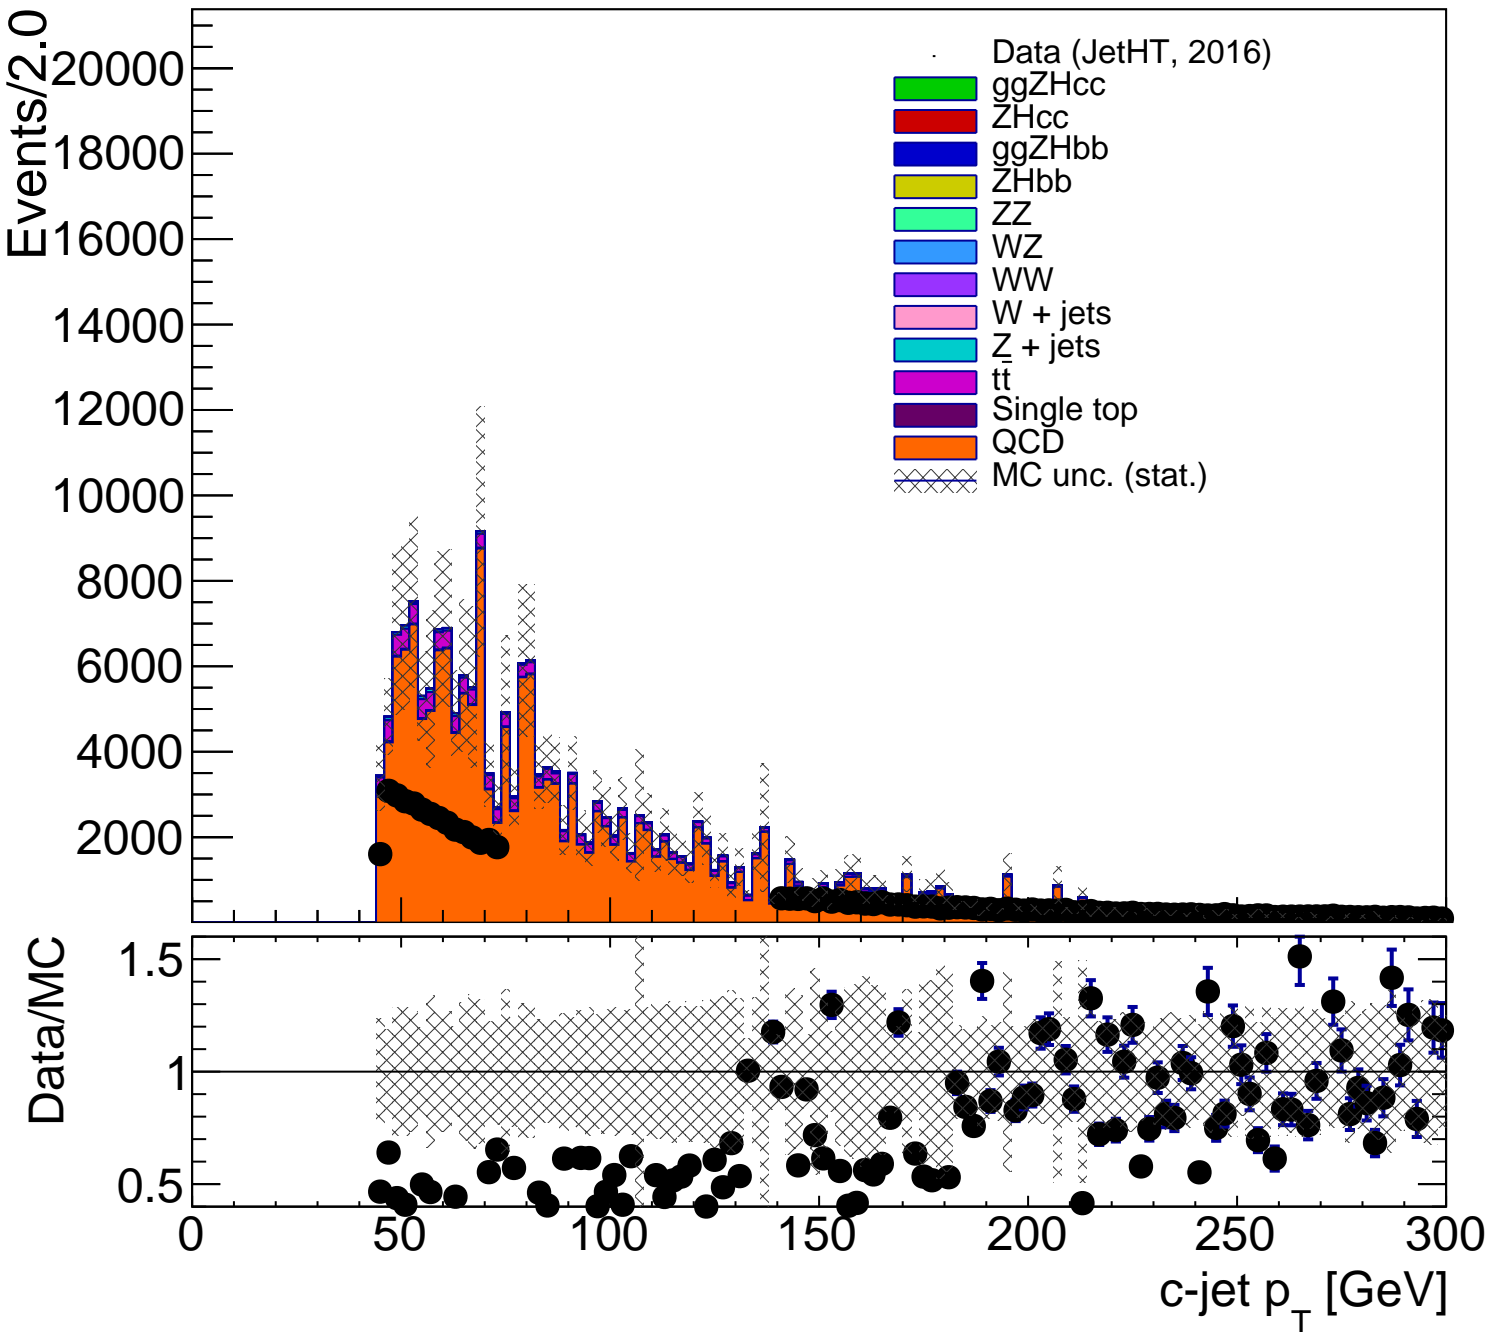 Events/2.0
20000
18000
16000
14000
12000
10000
8000
6000
4000
2000
Data (JetHT, 2016)
ggZHcc
ZHcc
ggZHbb
ZHbb
ZZ
WZ
WW
W + jets
Z + jets
tt̄
Single top
QCD
MC unc. (stat.)
Data/MC
1.5
1
0.5
0 50 100 150 200 250 300
c-jet p_T [GeV]